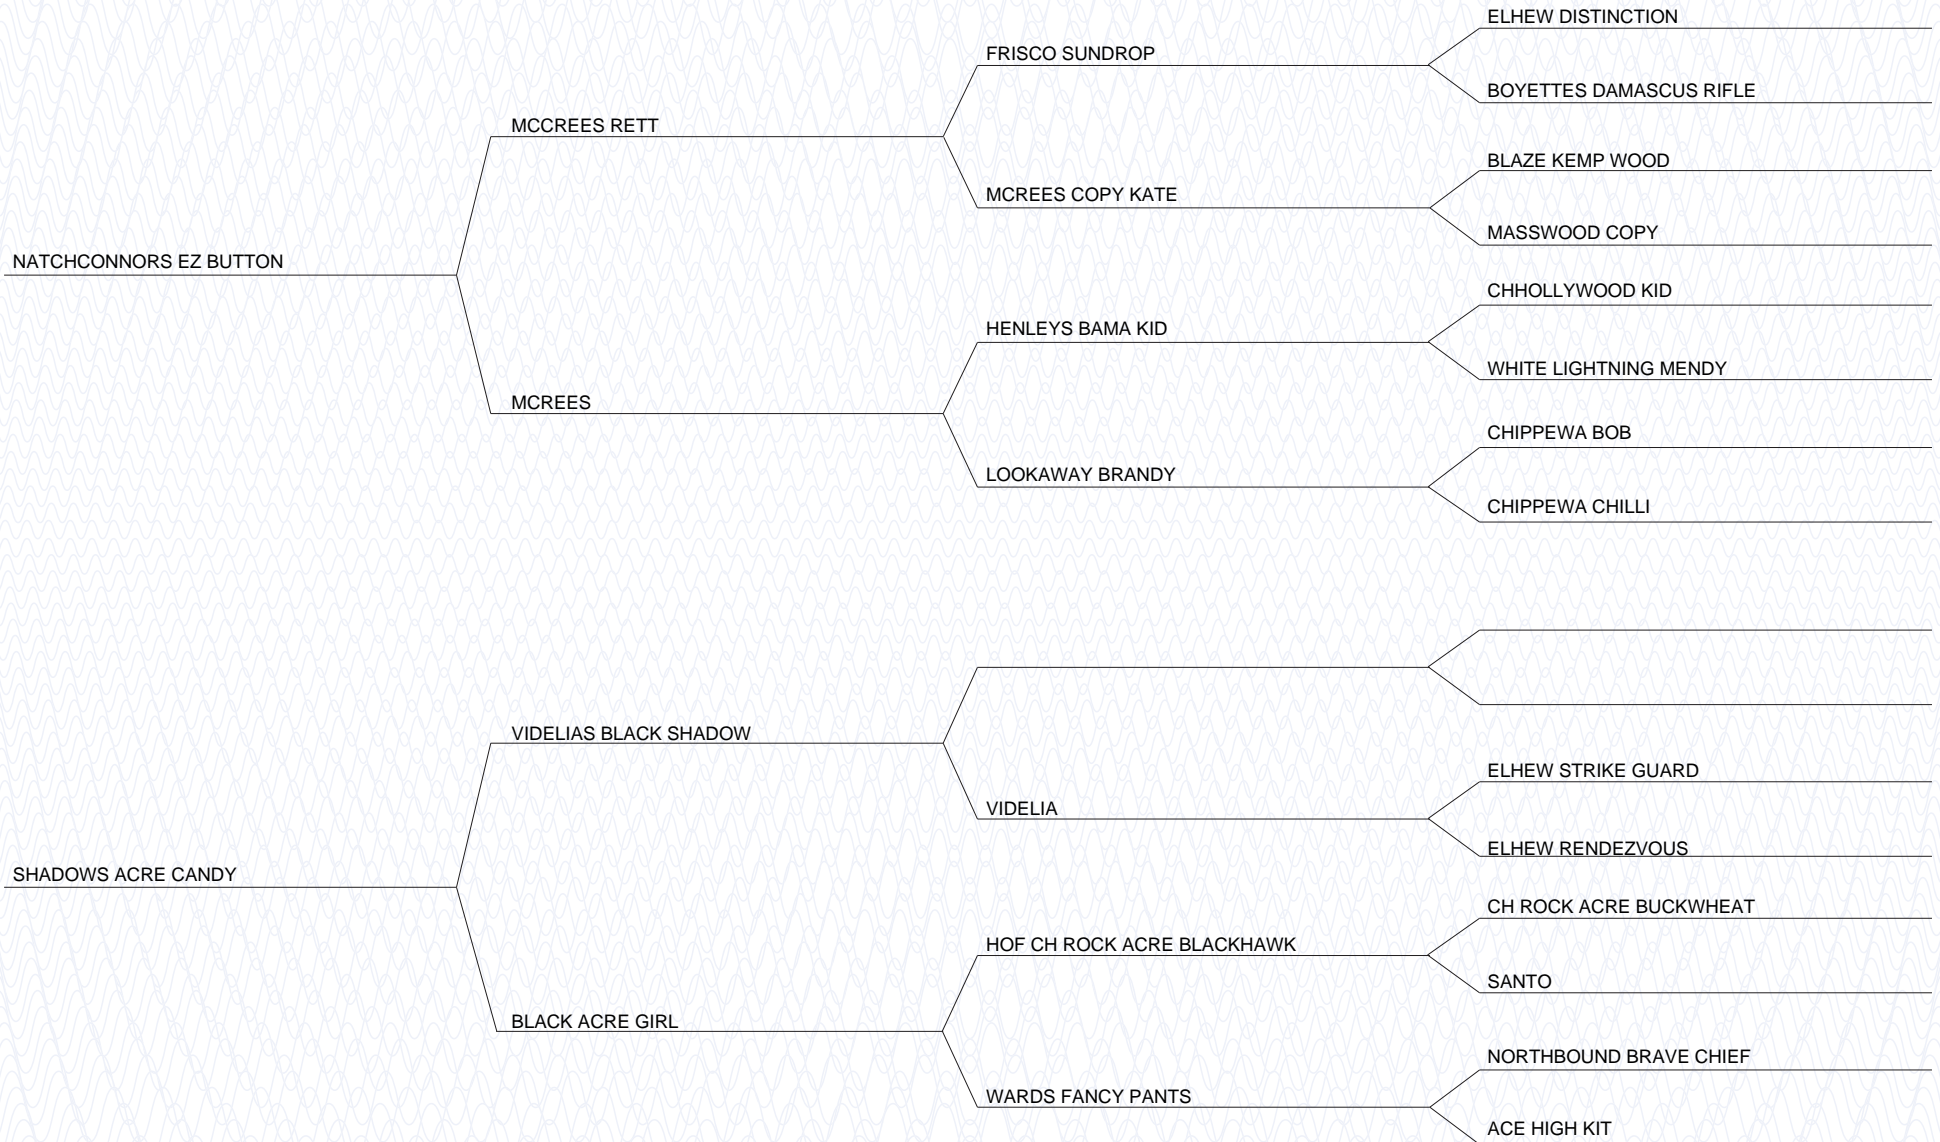 ELHEW DISTINCTION
FRISCO SUNDROP
BOYETTES DAMASCUS RIFLE
MCCREES RETT
BLAZE KEMP WOOD
MCREES COPY KATE
MASSWOOD COPY
NATCHCONNORS EZ BUTTON
CHHOLLYWOOD KID
HENLEYS BAMA KID
WHITE LIGHTNING MENDY
MCREES
CHIPPEWA BOB
LOOKAWAY BRANDY
CHIPPEWA CHILLI
VIDELIAS BLACK SHADOW
ELHEW STRIKE GUARD
VIDELIA
ELHEW RENDEZVOUS
SHADOWS ACRE CANDY
CH ROCK ACRE BUCKWHEAT
HOF CH ROCK ACRE BLACKHAWK
SANTO
BLACK ACRE GIRL
NORTHBOUND BRAVE CHIEF
WARDS FANCY PANTS
ACE HIGH KIT